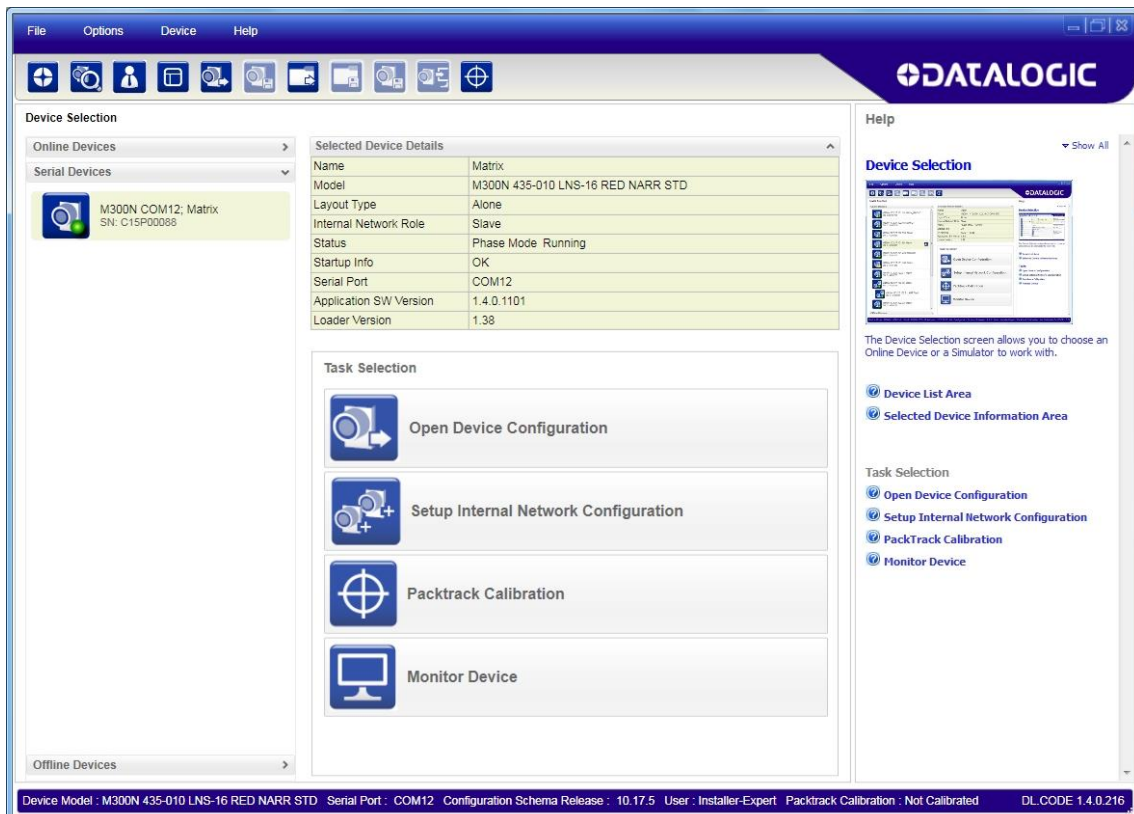 File Options Device Help
DATALOGIC
Device Selection
Online Devices
Serial Devices
M300N COM12; Matrix
SN: C15P00088
Selected Device Details
Name Matrix
Model M300N 435-010 LNS-16 RED NARR STD
Layout Type Alone
Internal Network Role Slave
Status Phase Mode Running
Startup Info OK
Serial Port COM12
Application SW Version 1.4.0.1101
Loader Version 1.38
Task Selection
Open Device Configuration
Setup Internal Network Configuration
Packtrack Calibration
Monitor Device
Offline Devices
Help
Show All
Device Selection
The Device Selection screen allows you to choose an
Online Device or a Simulator to work with.
Device List Area
Selected Device Information Area
Task Selection
Open Device Configuration
Setup Internal Network Configuration
PackTrack Calibration
Monitor Device
Device Model : M300N 435-010 LNS-16 RED NARR STD Serial Port : COM12 Configuration Schema Release : 10.17.5 User : Installer-Expert Packtrack Calibration : Not Calibrated DL.CODE 1.4.0.216